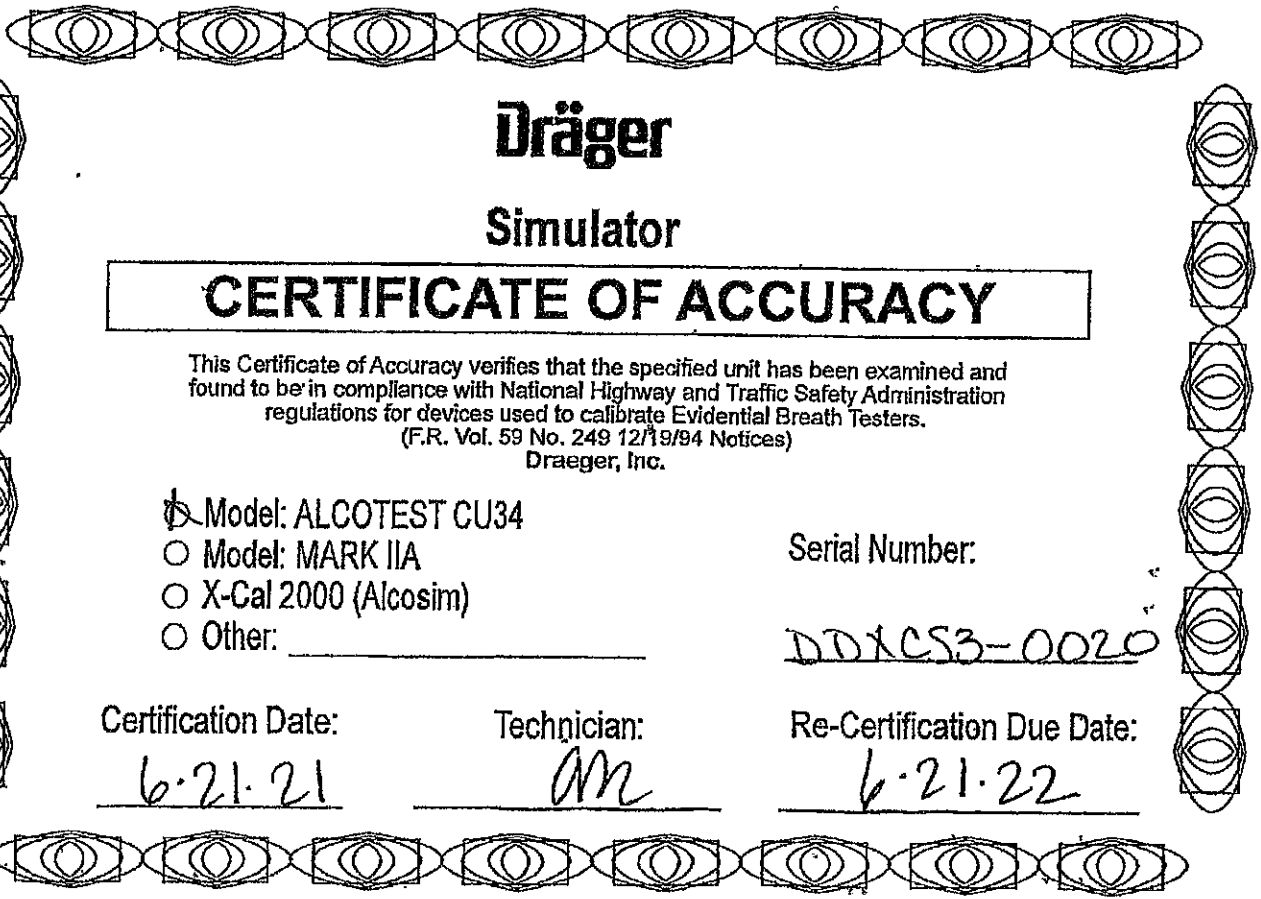 Dräger
Simulator
CERTIFICATE OF ACCURACY
This Certificate of Accuracy verifies that the specified unit has been examined and
found to be in compliance with National Highway and Traffic Safety Administration
regulations for devices used to calibrate Evidential Breath Testers.
(F.R. Vol. 59 No. 249 12/19/94 Notices)
Draeger, Inc.
Model: ALCOTEST CU34
Model: MARK IIA
X-Cal 2000 (Alcosim)
Other:
Serial Number:
DDXCS3-0020
Certification Date:
6.21.21
Technician:
Re-Certification Due Date:
6.21.22